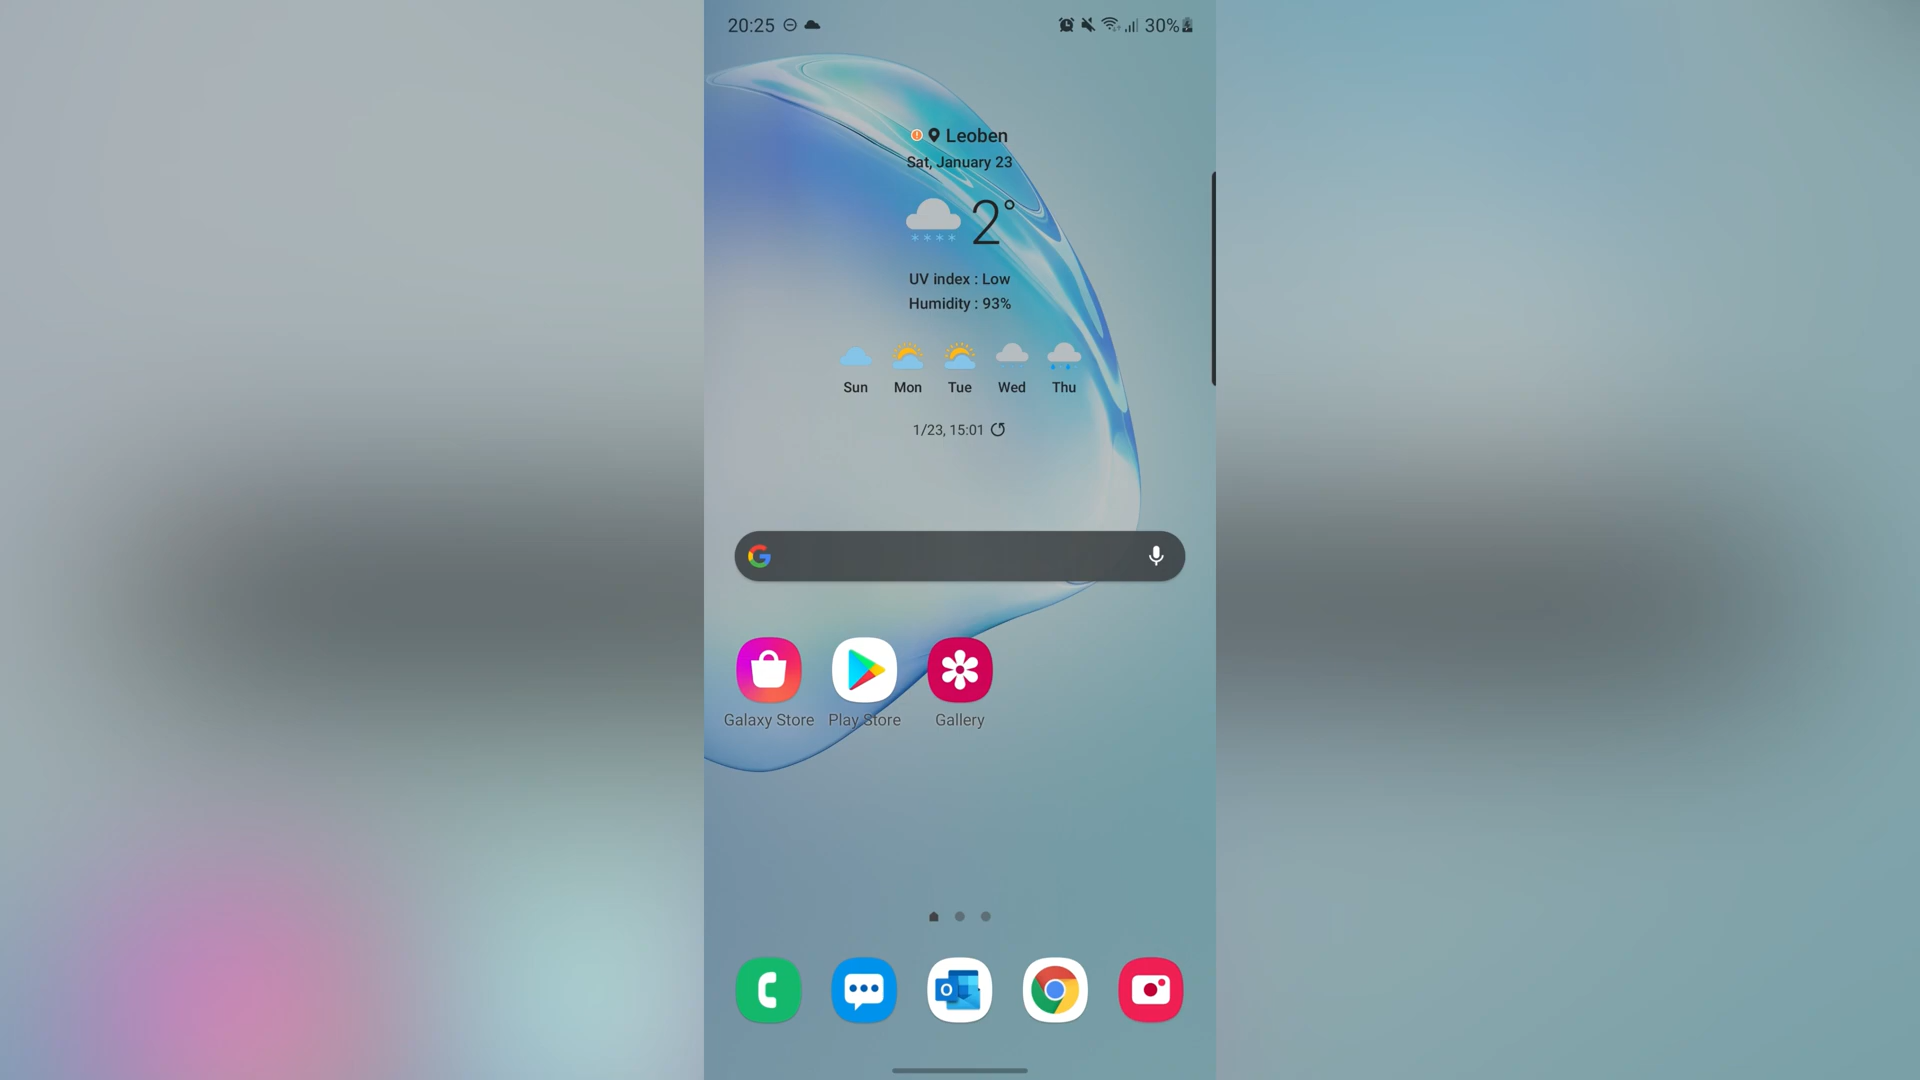 20:25
30%
Leoben
Sat, January 23
2°
UV index : Low
Humidity : 93%
Sun Mon Tue Wed Thu
1/23, 15:01
Galaxy Store Play Store Gallery